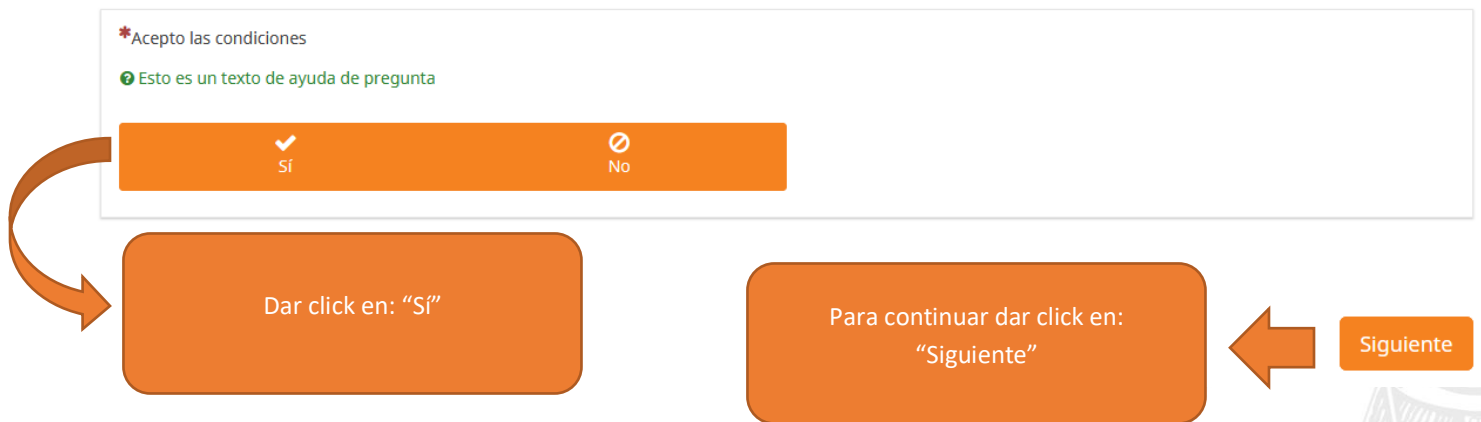 *Acepto las condiciones
Esto es un texto de ayuda de pregunta
Sí
No
Dar click en: “Sí”
Para continuar dar click en:
“Siguiente”
Siguiente